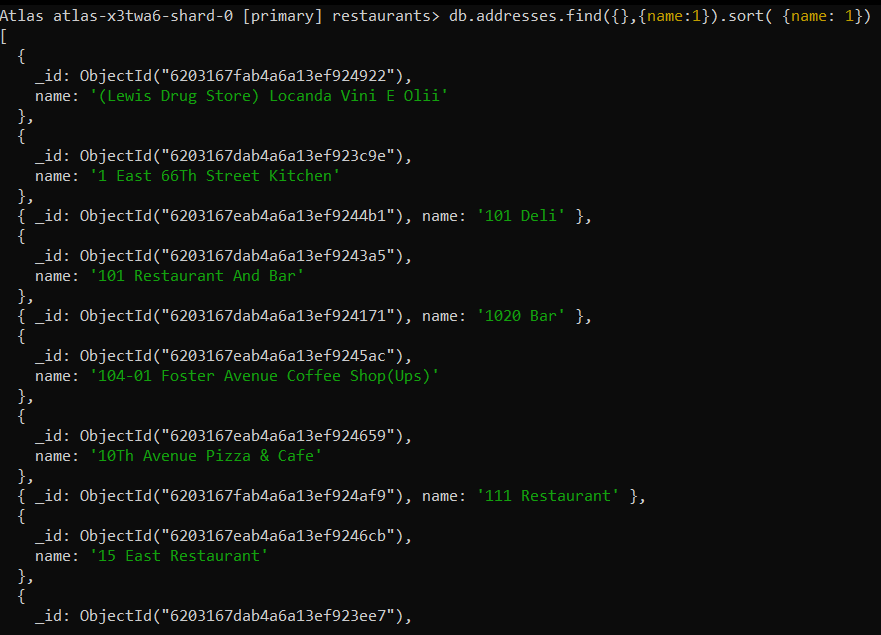 Atlas atlas-x3twa6-shard-0 [primary] restaurants> db.addresses.find({},{name:1}).sort( {name: 1})
[
  {
    _id: ObjectId("6203167fab4a6a13ef924922"),
    name: '(Lewis Drug Store) Locanda Vini E Olii'
  },
  {
    _id: ObjectId("6203167dab4a6a13ef923c9e"),
    name: '1 East 66Th Street Kitchen'
  },
  { _id: ObjectId("6203167eab4a6a13ef9244b1"), name: '101 Deli' },
  {
    _id: ObjectId("6203167dab4a6a13ef9243a5"),
    name: '101 Restaurant And Bar'
  },
  { _id: ObjectId("6203167dab4a6a13ef924171"), name: '1020 Bar' },
  {
    _id: ObjectId("6203167eab4a6a13ef9245ac"),
    name: '104-01 Foster Avenue Coffee Shop(Ups)'
  },
  {
    _id: ObjectId("6203167eab4a6a13ef924659"),
    name: '10Th Avenue Pizza & Cafe'
  },
  { _id: ObjectId("6203167fab4a6a13ef924af9"), name: '111 Restaurant' },
  {
    _id: ObjectId("6203167eab4a6a13ef9246cb"),
    name: '15 East Restaurant'
  },
  {
    _id: ObjectId("6203167dab4a6a13ef923ee7"),